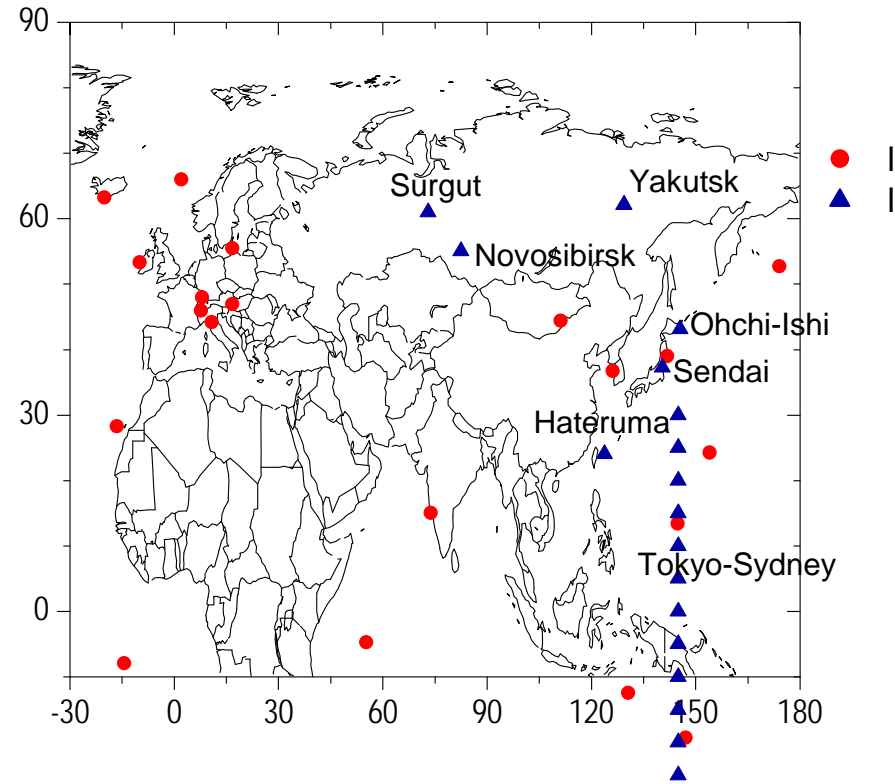 90
60
30
0
-30 0 30 60 90 120 150 180
Surgut
Yakutsk
Novosibirsk
Ohchi-Ishi
Sendai
Hateruma
Tokyo-Sydney
I
I